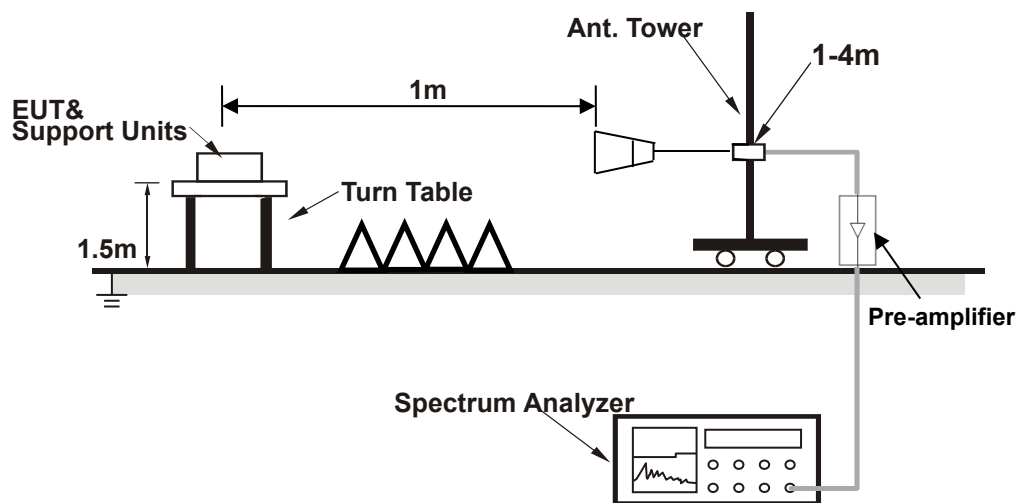 Ant. Tower
1-4m
1m
EUT&
Support Units
Turn Table
1.5m
Pre-amplifier
Spectrum Analyzer